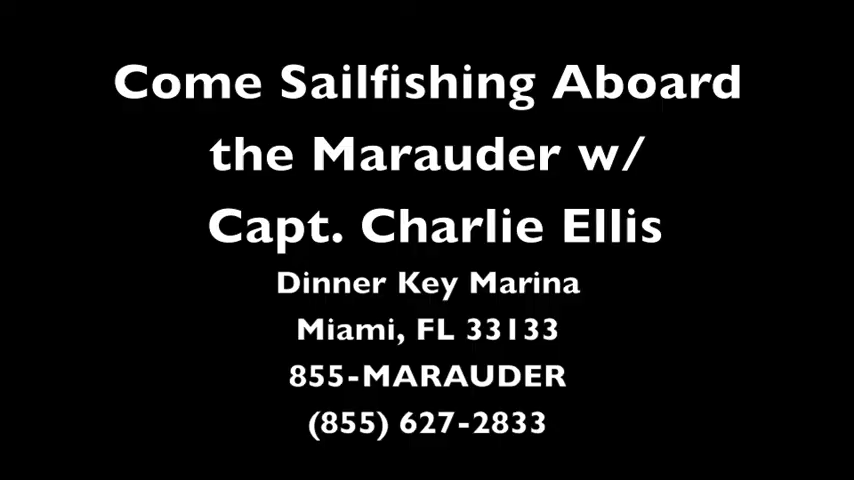 Come Sailfishing Aboard
the Marauder w/
Capt. Charlie Ellis
Dinner Key Marina
Miami, FL 33133
855-MARAUDER
(855) 627-2833